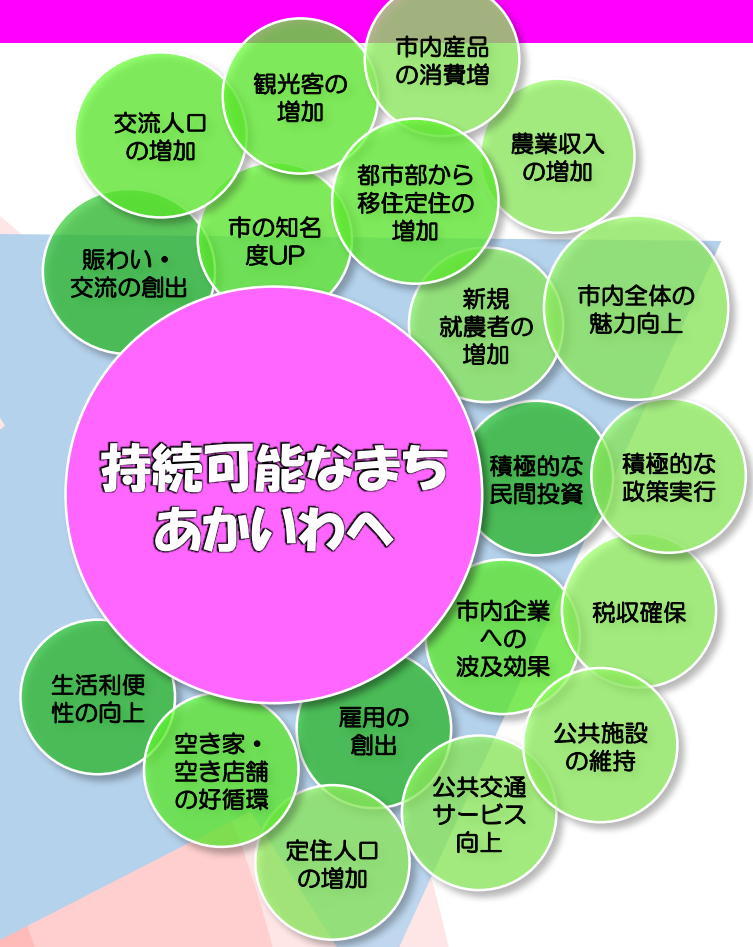 市内産品
の消費増
観光客の
増加
交流人口
の増加
農業収入
の増加
都市部から
移住定住の
増加
市の知名
度UP
賑わい・
交流の創出
新規
就農者の
増加
市内全体の
魅力向上
持続可能なまち
あかいわへ
積極的な
民間投資
積極的な
政策実行
市内企業
への
波及効果
税収確保
生活利便
性の向上
雇用の
創出
空き家・
空き店舗
の好循環
公共施設
の維持
公共交通
サービス
向上
定住人口
の増加